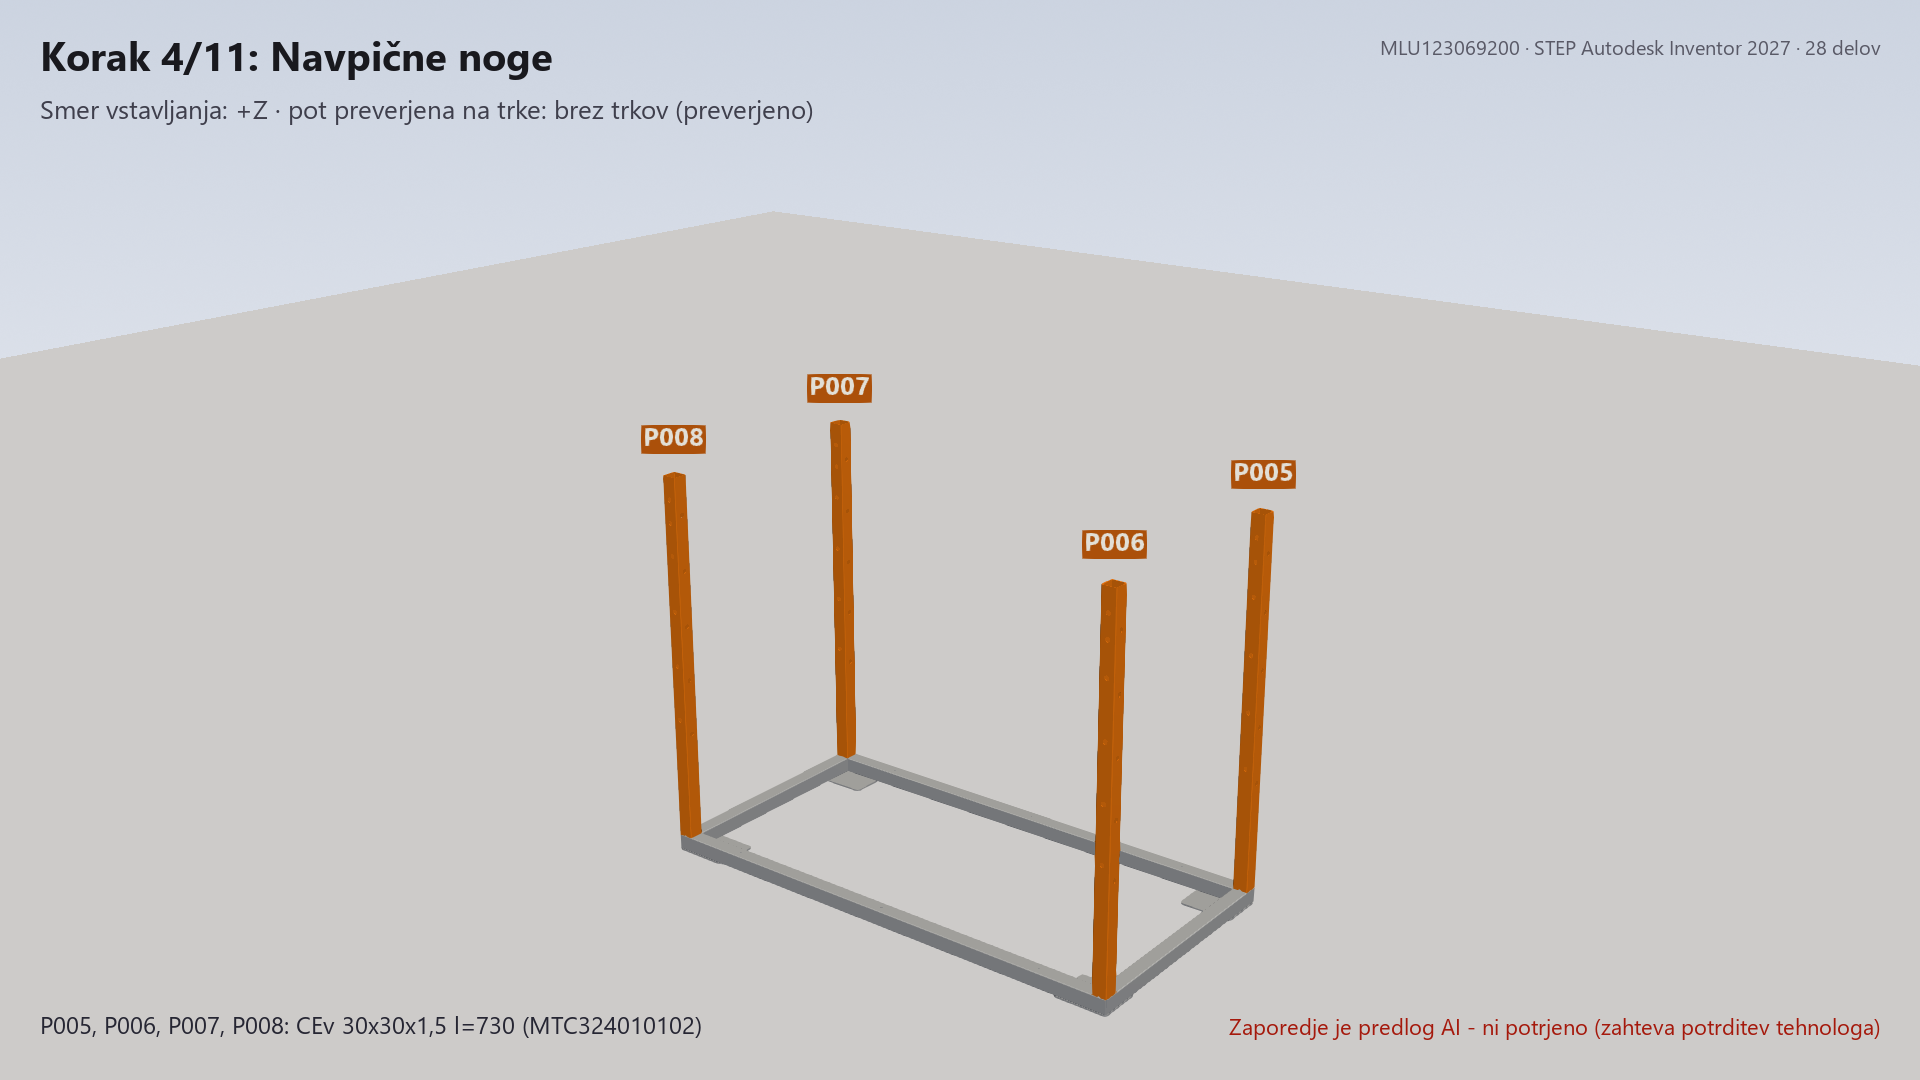 Korak 4/11: Navpične noge
MLU123069200 · STEP Autodesk Inventor 2027 · 28 delov
Smer vstavljanja: +Z · pot preverjena na trke: brez trkov (preverjeno)
P007
P008
P005
P006
P005, P006, P007, P008: CEv 30x30x1,5 l=730 (MTC324010102)
Zaporedje je predlog AI - ni potrjeno (zahteva potrditev tehnologa)